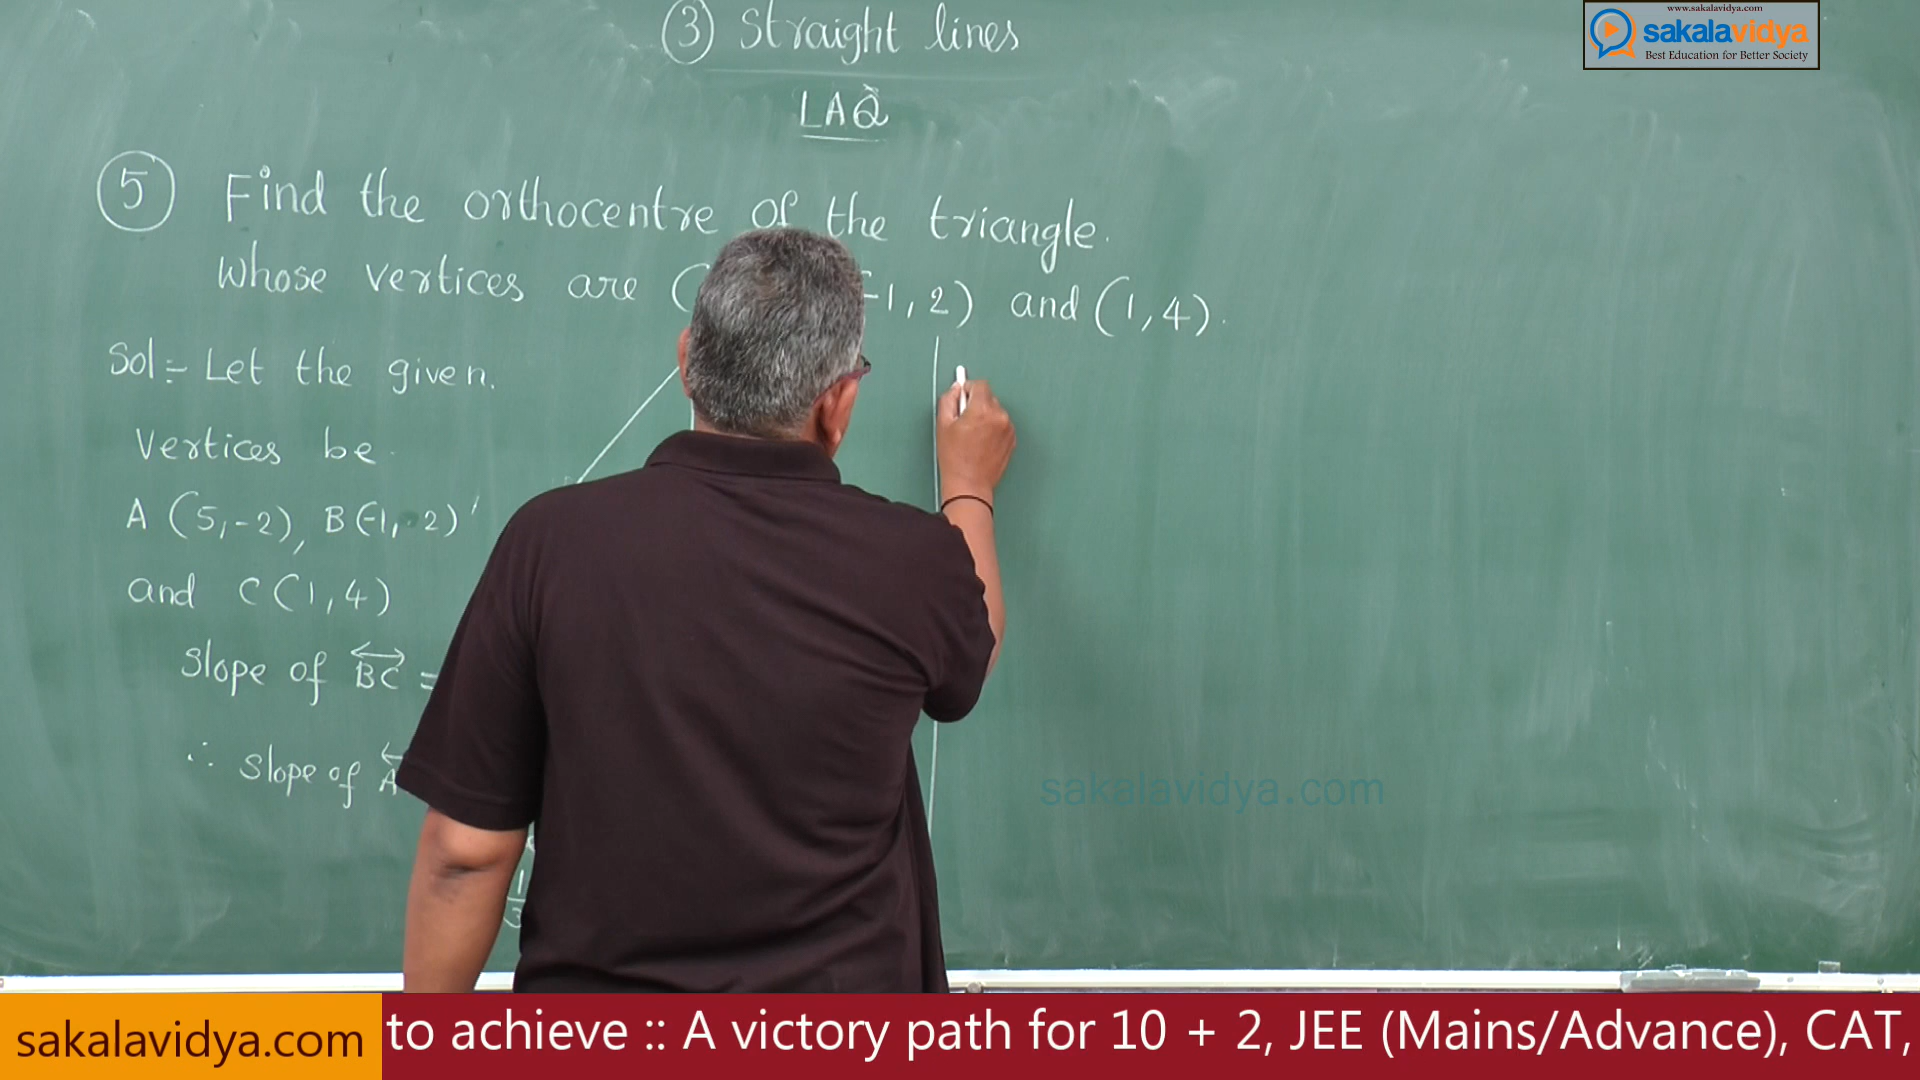 www.sakalavidya.com
sakalavidya
Best Education for Better Society
③ Straight lines
LAQ
⑤ Find the orthocentre of the triangle.
Whose vertices are ( -1, 2) and (1, 4).
Sol:- Let the given.
Vertices be.
A (5, -2), B (-1, 2)
and C (1, 4)
Slope of BC =
∴ Slope of A
1
3
sakalavidya.com
sakalavidya.com
to achieve :: A victory path for 10 + 2, JEE (Mains/Advance), CAT,